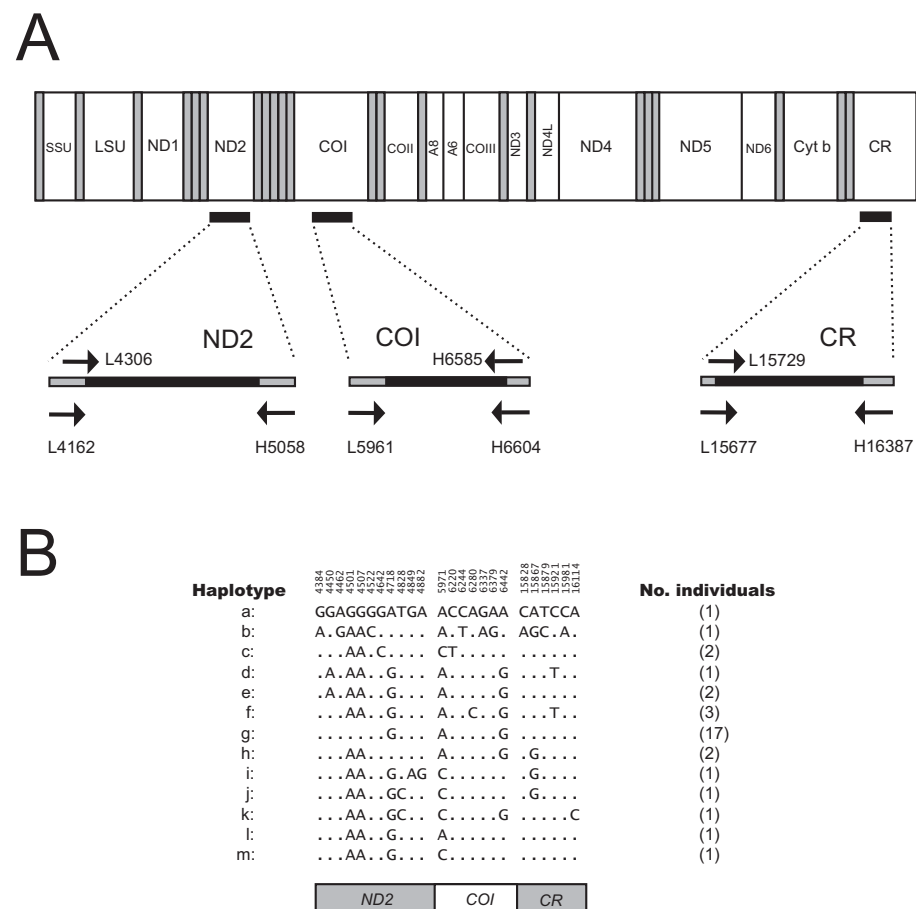 A
SSU LSU ND1 ND2 COI COII A8 A6 COIII ND3 ND4L ND4 ND5 ND6 Cyt b CR
ND2 COI CR
L4306 H6585 L15729
L4162 H5058 L5961 H6604 L15677 H16387
B
4384 4450 4462 4501 4507 4522 4642 4718 4828 4849 4882 5971 6220 6244 6280 6337 6379 6442 15828 15867 15879 15921 15981 16114
Haplotype No. individuals
a: GGAGGGGATGA ACCAGAA CATCCA (1)
b: A.GAAC..... A.T.AG. AGC.A. (1)
c: ...AA.C.... CT..... ...... (2)
d: .A.AA..G... A.....G ...T.. (1)
e: .A.AA..G... A.....G ...... (2)
f: ...AA..G... A..C..G ...T.. (3)
g: .......G... A.....G ...... (17)
h: ...AA...... A.....G .G.... (2)
i: ...AA..G.AG C...... .G.... (1)
j: ...AA..GC.. C...... .G.... (1)
k: ...AA..GC.. C.....G .....C (1)
l: ...AA..G... A...... ...... (1)
m: ...AA..G... C...... ...... (1)
ND2 COI CR